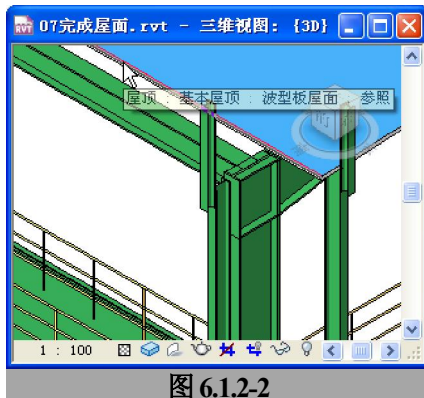 07完成屋面.rvt - 三维视图: {3D}
屋顶 : 基本屋顶 : 波型板屋面 : 参照
前
1 : 100
图 6.1.2-2